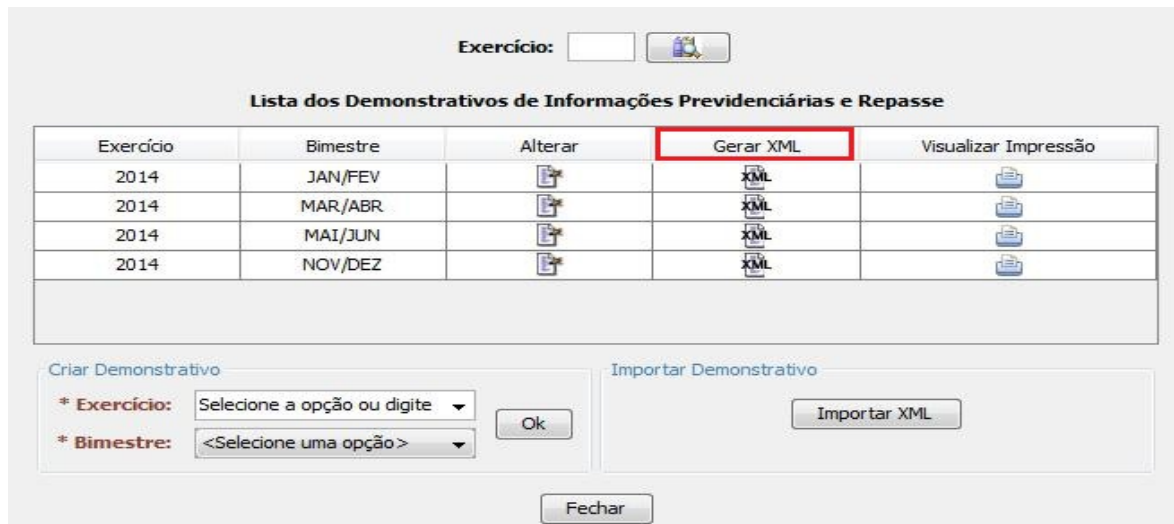 Exercício:
Lista dos Demonstrativos de Informações Previdenciárias e Repasse
Exercício Bimestre Alterar Gerar XML Visualizar Impressão
2014 JAN/FEV XML
2014 MAR/ABR XML
2014 MAI/JUN XML
2014 NOV/DEZ XML
Criar Demonstrativo Importar Demonstrativo
* Exercício: Selecione a opção ou digite Ok Importar XML
* Bimestre: <Selecione uma opção>
Fechar